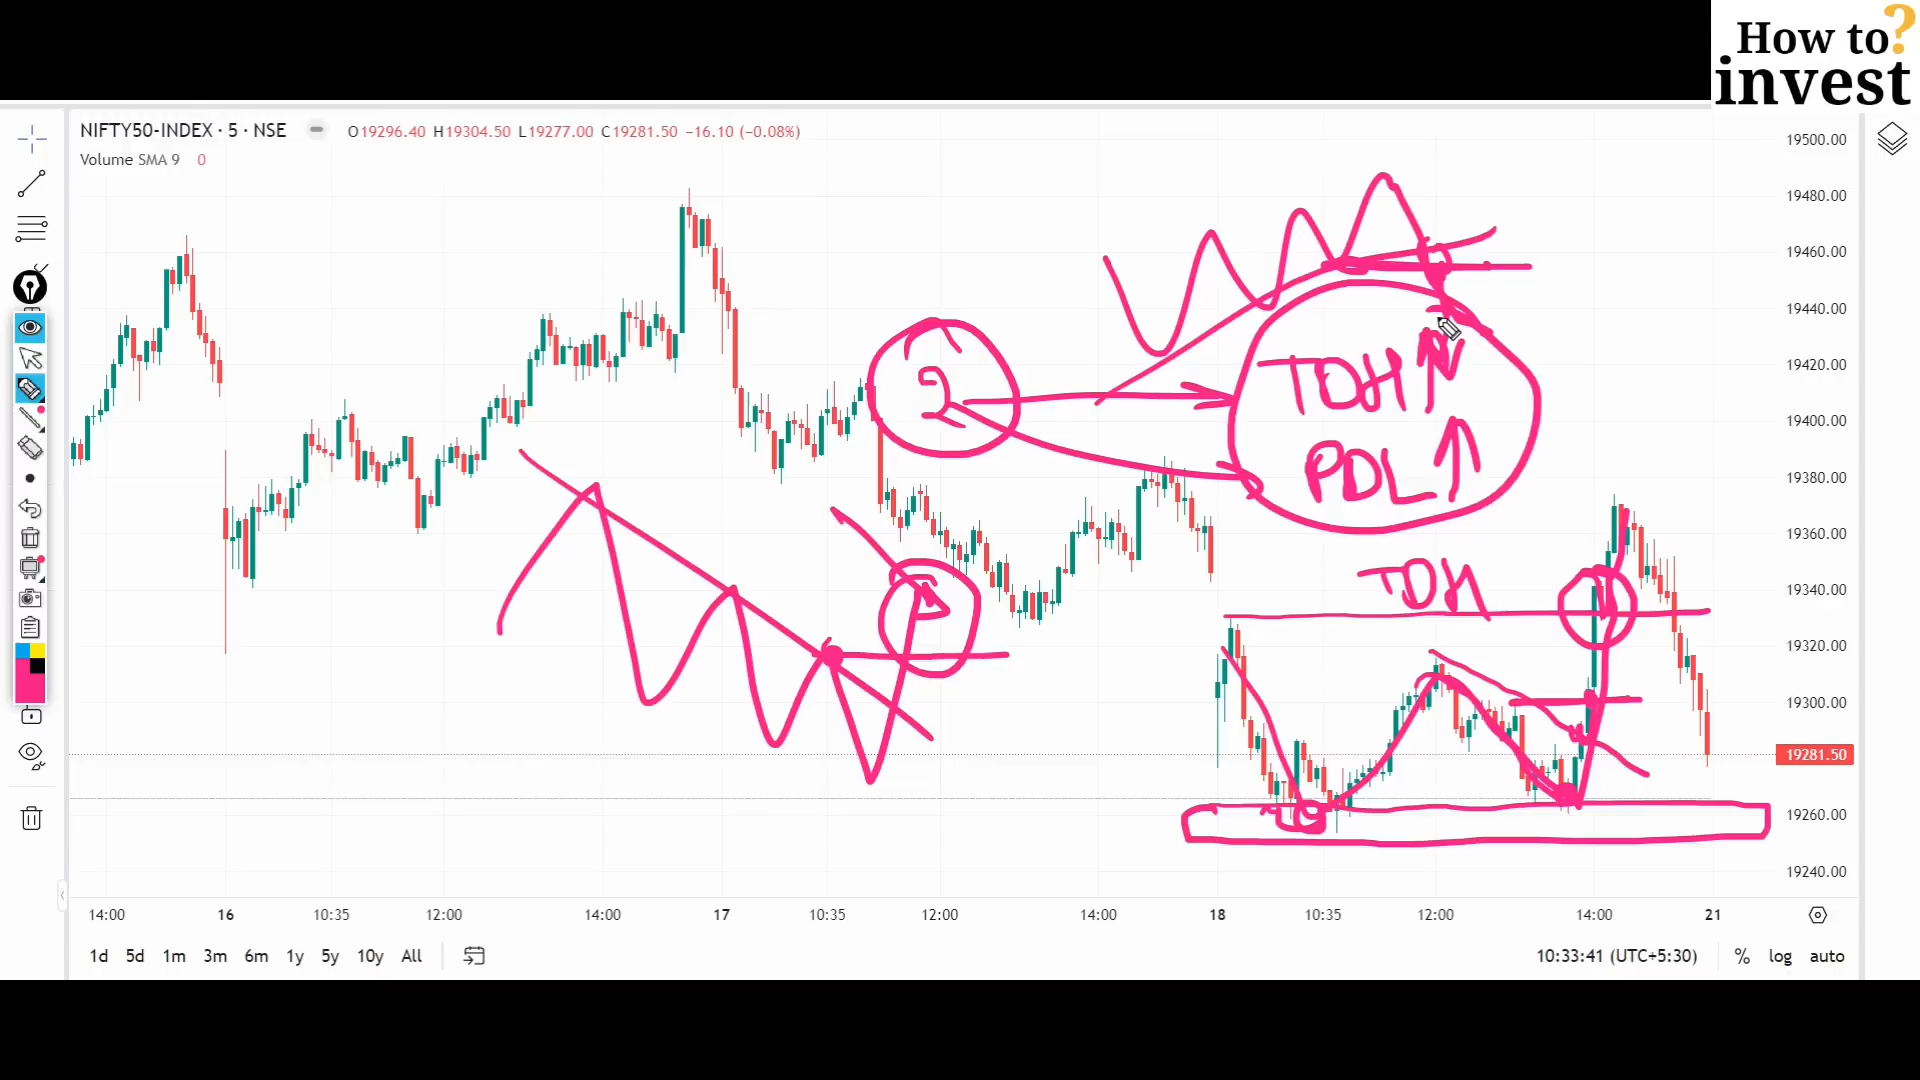 How to?
invest
NIFTY50-INDEX · 5 · NSE O19296.40 H19304.50 L19277.00 C19281.50 −16.10 (−0.08%)
Volume SMA 9 0
19500.00
19480.00
19460.00
19440.00
19420.00
19400.00
19380.00
19360.00
19340.00
19320.00
19300.00
19281.50
19260.00
19240.00
2
TDH
PDL
TDH
14:00 16 10:35 12:00 14:00 17 10:35 12:00 14:00 18 10:35 12:00 14:00 21
1d 5d 1m 3m 6m 1y 5y 10y All 10:33:41 (UTC+5:30) % log auto